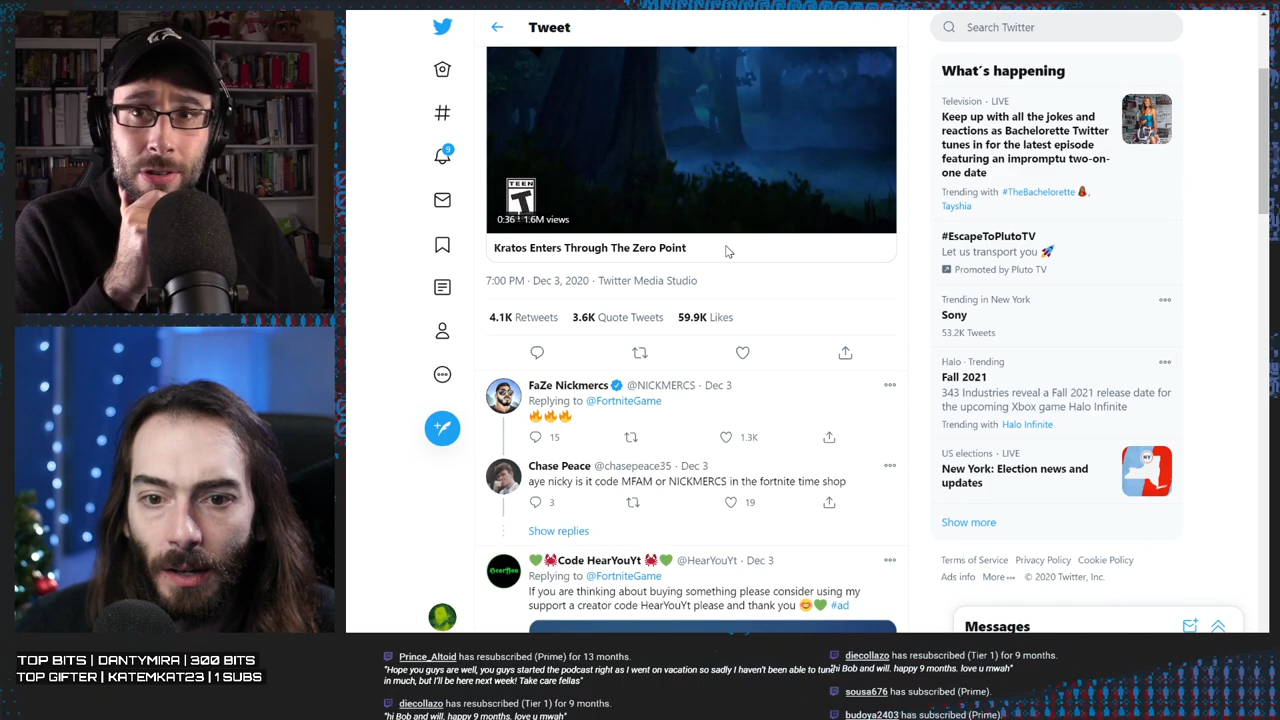 Tweet
TEEN
T
0:36 1.6M views
Kratos Enters Through The Zero Point
7:00 PM · Dec 3, 2020 · Twitter Media Studio
4.1K Retweets 3.6K Quote Tweets 59.9K Likes
FaZe Nickmercs @NICKMERCS · Dec 3
Replying to @FortniteGame
🔥🔥🔥
15 1.3K
Chase Peace @chasepeace35 · Dec 3
aye nicky is it code MFAM or NICKMERCS in the fortnite time shop
3 19
Show replies
💚🦀Code HearYouYt 🦀💚 @HearYouYt · Dec 3
Replying to @FortniteGame
If you are thinking about buying something please consider using my
support a creator code HearYouYt please and thank you 😊💚 #ad
9
Search Twitter
What's happening
Television · LIVE
Keep up with all the jokes and
reactions as Bachelorette Twitter
tunes in for the latest episode
featuring an impromptu two-on-
one date
Trending with #TheBachelorette,
Tayshia
#EscapeToPlutoTV
Let us transport you 🚀
Promoted by Pluto TV
Trending in New York
Sony
53.2K Tweets
Halo · Trending
Fall 2021
343 Industries reveal a Fall 2021 release date for
the upcoming Xbox game Halo Infinite
Trending with Halo Infinite
US elections · LIVE
New York: Election news and
updates
NY
Show more
Terms of Service Privacy Policy Cookie Policy
Ads info More © 2020 Twitter, Inc.
Messages
TOP BITS | DANTYMIRA | 300 BITS
TOP GIFTER | KATEMKAT23 | 1 SUBS
Prince_Altoid has resubscribed (Prime) for 13 months.
"Hope you guys are well, you guys started the podcast right as I went on vacation so sadly I haven't been able to tune
in much, but I'll be here next week! Take care fellas"
diecollazo has resubscribed (Tier 1) for 9 months.
"hi Bob and will. happy 9 months. love u mwah"
diecollazo has resubscribed (Tier 1) for 9 months.
hi Bob and will. happy 9 months. love u mwah"
sousa676 has subscribed (Prime).
budoya2403 has subscribed (Prime).